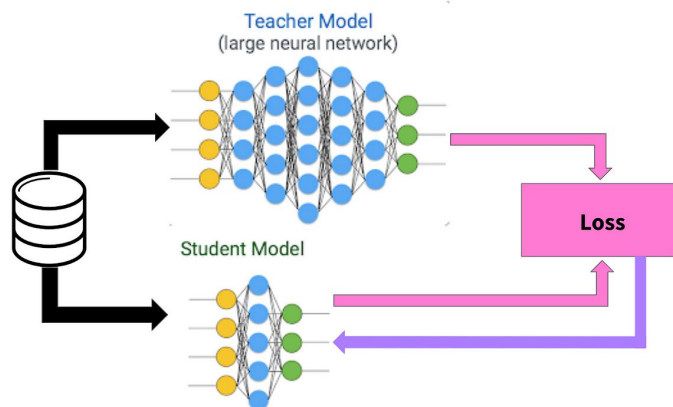 Teacher Model
(large neural network)
Loss
Student Model